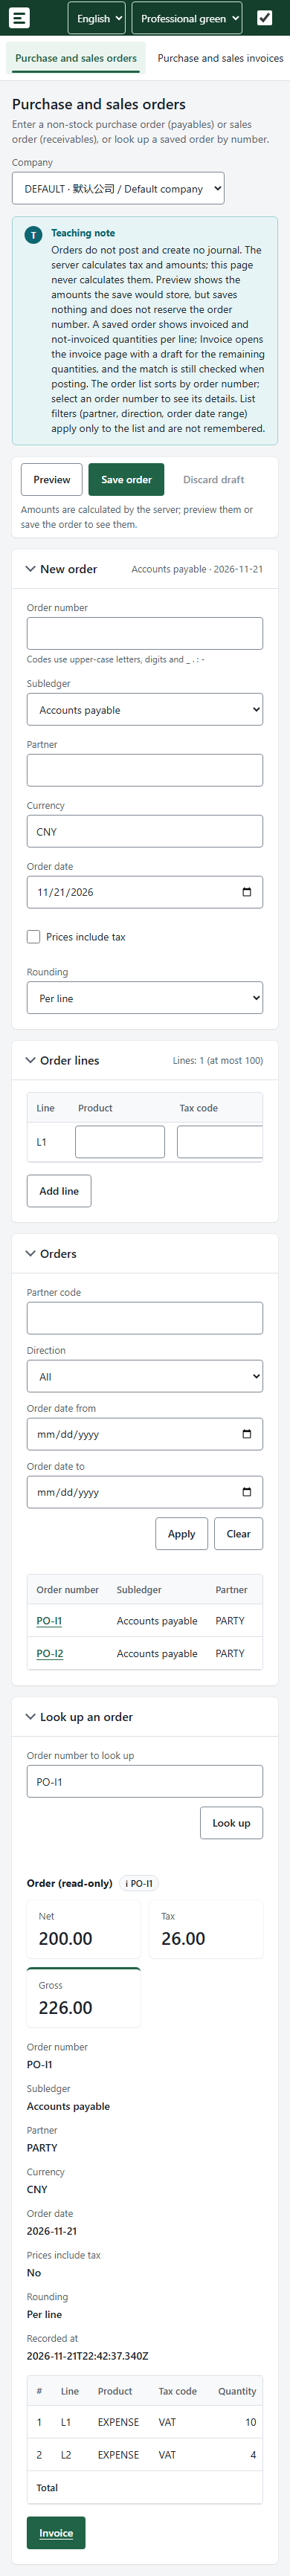 English
Professional green
Purchase and sales orders
Purchase and sales invoices
Purchase and sales orders
Enter a non-stock purchase order (payables) or sales
order (receivables), or look up a saved order by number.
Company
DEFAULT · 默认公司 / Default company
T
Teaching note
Orders do not post and create no journal. The
server calculates tax and amounts; this page
never calculates them. Preview shows the
amounts the save would store, but saves
nothing and does not reserve the order
number. A saved order shows invoiced and
not-invoiced quantities per line; Invoice opens
the invoice page with a draft for the remaining
quantities, and the match is still checked when
posting. The order list sorts by order number;
select an order number to see its details. List
filters (partner, direction, order date range)
apply only to the list and are not remembered.
Preview
Save order
Discard draft
Amounts are calculated by the server; preview them or
save the order to see them.
New order
Accounts payable · 2026-11-21
Order number
Codes use upper-case letters, digits and _ . : -
Subledger
Accounts payable
Partner
Currency
CNY
Order date
11/21/2026
Prices include tax
Rounding
Per line
Order lines
Lines: 1 (at most 100)
Line Product Tax code
L1
Add line
Orders
Partner code
Direction
All
Order date from
mm/dd/yyyy
Order date to
mm/dd/yyyy
Apply
Clear
Order number Subledger Partner
PO-I1 Accounts payable PARTY
PO-I2 Accounts payable PARTY
Look up an order
Order number to look up
PO-I1
Look up
Order (read-only) i PO-I1
Net
200.00
Tax
26.00
Gross
226.00
Order number
PO-I1
Subledger
Accounts payable
Partner
PARTY
Currency
CNY
Order date
2026-11-21
Prices include tax
No
Rounding
Per line
Recorded at
2026-11-21T22:42:37.340Z
# Line Product Tax code Quantity
1 L1 EXPENSE VAT 10
2 L2 EXPENSE VAT 4
Total
Invoice